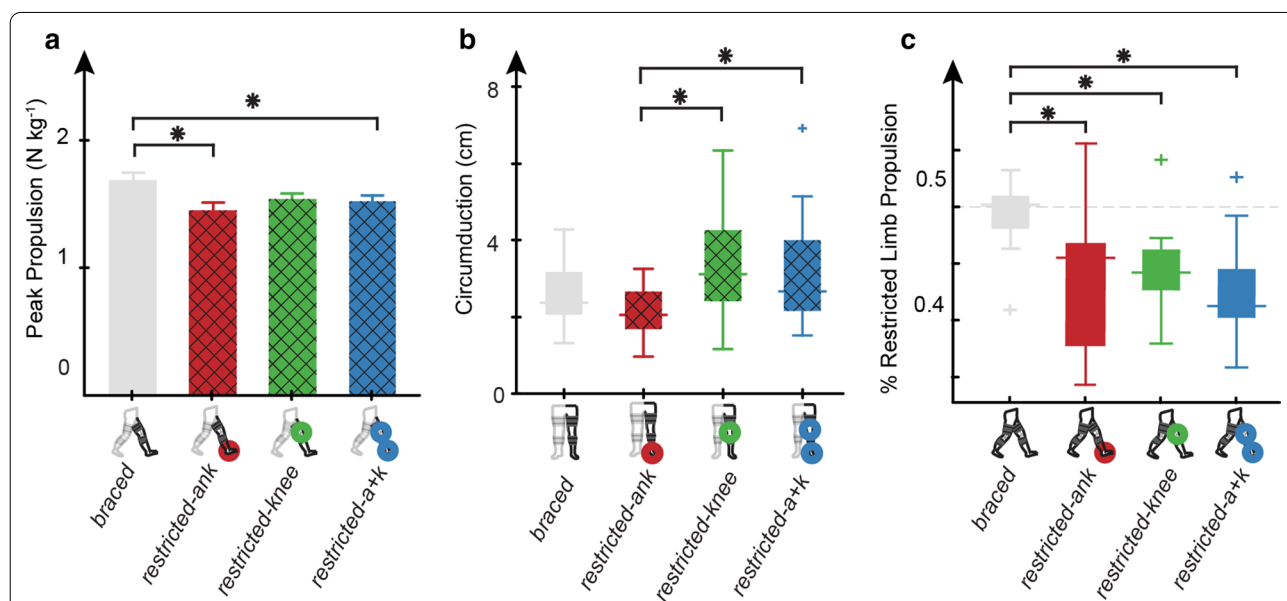 a
Peak Propulsion (N kg-1)
2
1
0
*
*
braced
restricted-ank
restricted-knee
restricted-a+k
b
Circumduction (cm)
8
4
0
*
*
braced
restricted-ank
restricted-knee
restricted-a+k
c
% Restricted Limb Propulsion
0.5
0.4
*
*
*
braced
restricted-ank
restricted-knee
restricted-a+k